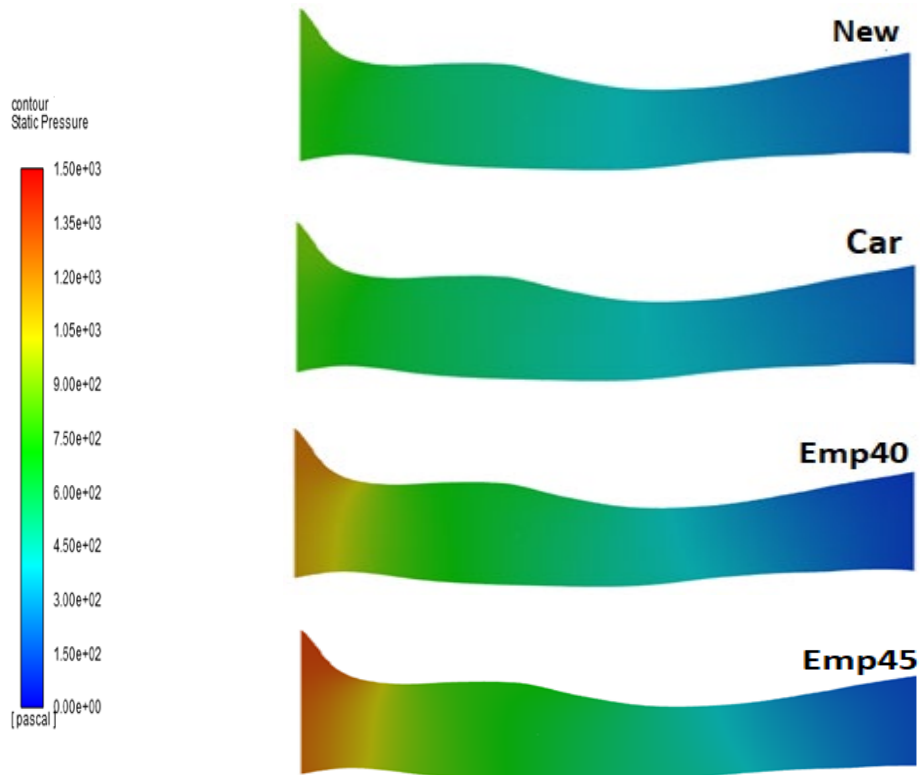 New
contour
Static Pressure
1.50e+03
1.35e+03
1.20e+03
1.05e+03
9.00e+02
7.50e+02
6.00e+02
4.50e+02
3.00e+02
1.50e+02
0.00e+00
[ pascal ]
Car
Emp40
Emp45